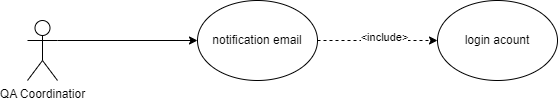 notification email
<include>
login acount
QA Coordinatior